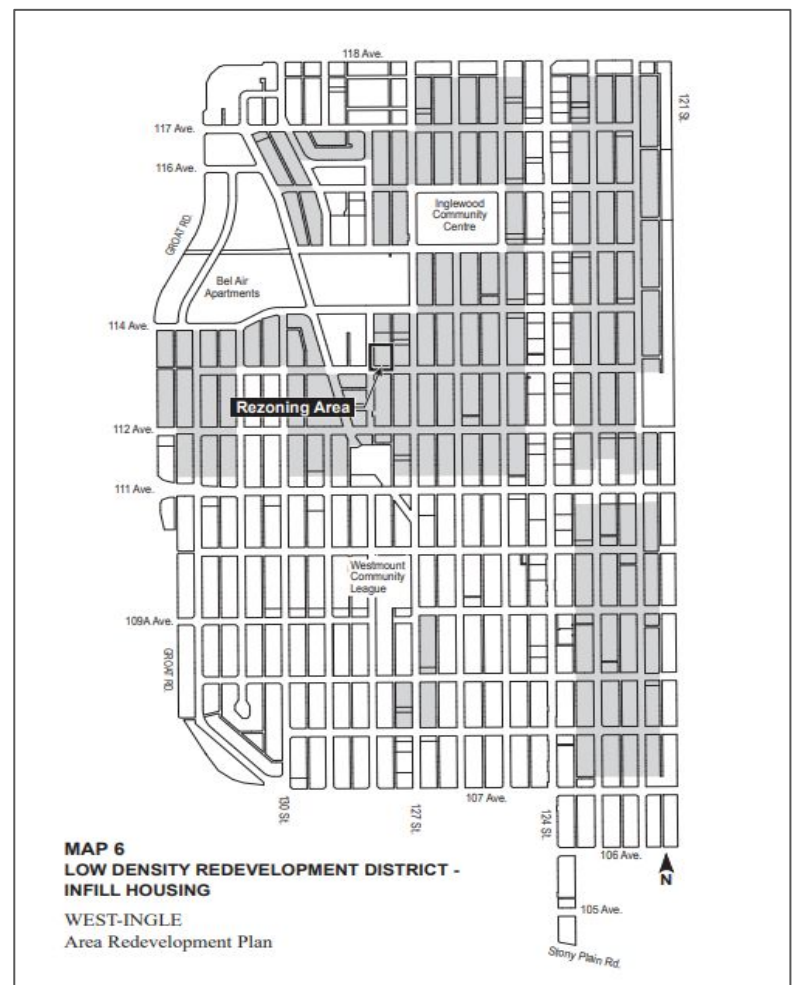 118 Ave.
121 St.
117 Ave.
116 Ave.
GROAT RD.
Inglewood
Community
Centre
Bel Air
Apartments
114 Ave.
Rezoning Area
112 Ave.
111 Ave.
Westmount
Community
League
109A Ave.
GROAT RD.
130 St.
127 St.
107 Ave.
124 St.
106 Ave.
N
105 Ave.
Stony Plain Rd.
MAP 6
LOW DENSITY REDEVELOPMENT DISTRICT -
INFILL HOUSING
WEST-INGLE
Area Redevelopment Plan